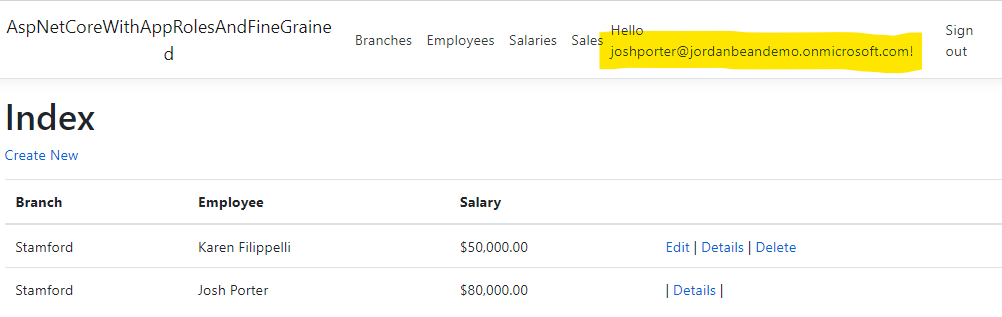 AspNetCoreWithAppRolesAndFineGraine
d
Branches Employees Salaries Sales
Hello
joshporter@jordanbeandemo.onmicrosoft.com!
Sign
out
Index
Create New
Branch Employee Salary
Stamford Karen Filippelli $50,000.00 Edit | Details | Delete
Stamford Josh Porter $80,000.00 | Details |